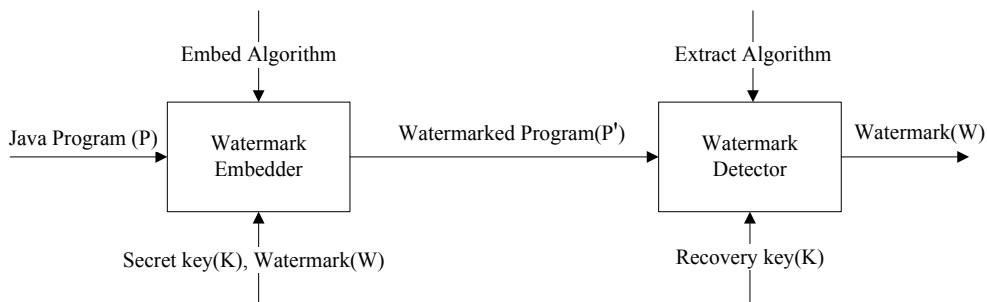 Embed Algorithm
Extract Algorithm
Java Program (P)
Watermark
Embedder
Watermarked Program(P')
Watermark
Detector
Watermark(W)
Secret key(K), Watermark(W)
Recovery key(K)